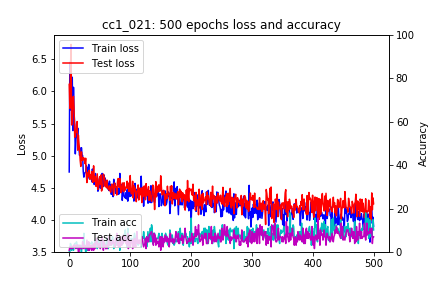 cc1_021: 500 epochs loss and accuracy
Train loss
Test loss
Train acc
Test acc
Loss
6.5
6.0
5.5
5.0
4.5
4.0
3.5
Accuracy
100
80
60
40
20
0
0 100 200 300 400 500